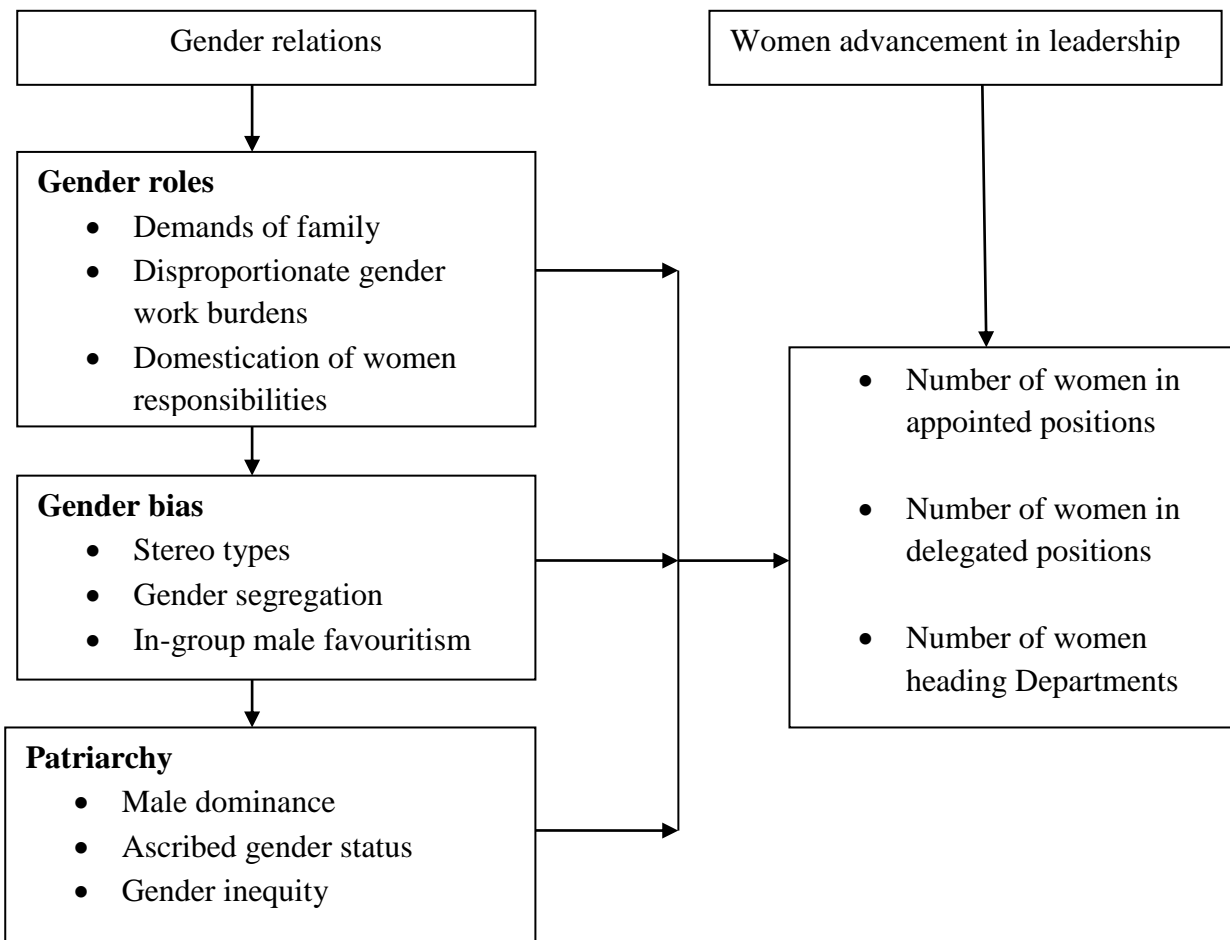 Gender relations
Women advancement in leadership
Gender roles
• Demands of family
• Disproportionate gender
work burdens
• Domestication of women
responsibilities
Gender bias
• Stereo types
• Gender segregation
• In-group male favouritism
Patriarchy
• Male dominance
• Ascribed gender status
• Gender inequity
• Number of women in
appointed positions
• Number of women in
delegated positions
• Number of women
heading Departments